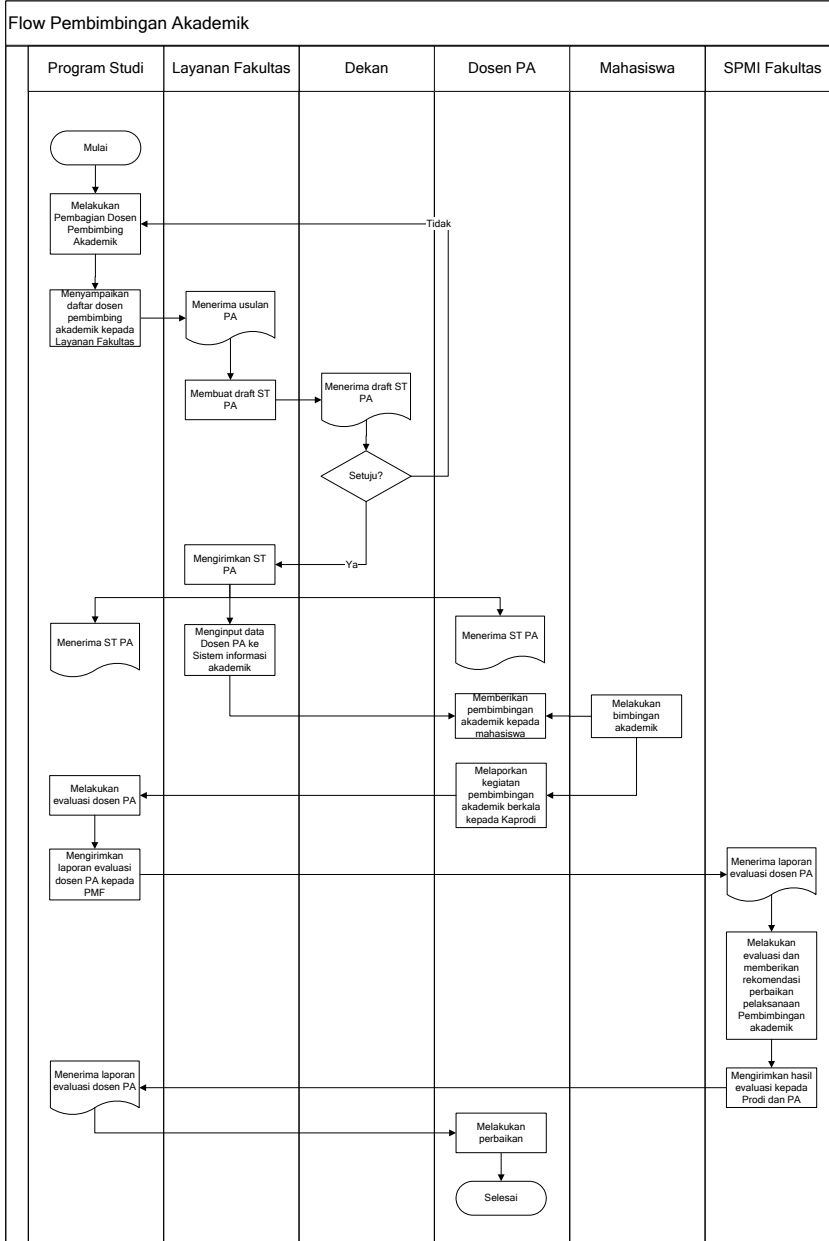 Flow Pembimbingan Akademik
Program Studi
Layanan Fakultas
Dekan
Dosen PA
Mahasiswa
SPMI Fakultas
Mulai
Melakukan
Pembagian Dosen
Pembimbing
Akademik
Tidak
Menyampaikan
daftar dosen
pembimbing
akademik kepada
Layanan Fakultas
Menerima usulan
PA
Membuat draft ST
PA
Menerima draft ST
PA
Setuju?
Ya
Mengirimkan ST
PA
Menerima ST PA
Menginput data
Dosen PA ke
Sistem informasi
akademik
Menerima ST PA
Memberikan
pembimbingan
akademik kepada
mahasiswa
Melakukan
bimbingan
akademik
Melaporkan
kegiatan
pembimbingan
akademik berkala
kepada Kaprodi
Melakukan
evaluasi dosen PA
Mengirimkan
laporan evaluasi
dosen PA kepada
PMF
Menerima laporan
evaluasi dosen PA
Melakukan
evaluasi dan
memberikan
rekomendasi
perbaikan
pelaksanaan
Pembimbingan
akademik
Mengirimkan hasil
evaluasi kepada
Prodi dan PA
Menerima laporan
evaluasi dosen PA
Melakukan
perbaikan
Selesai